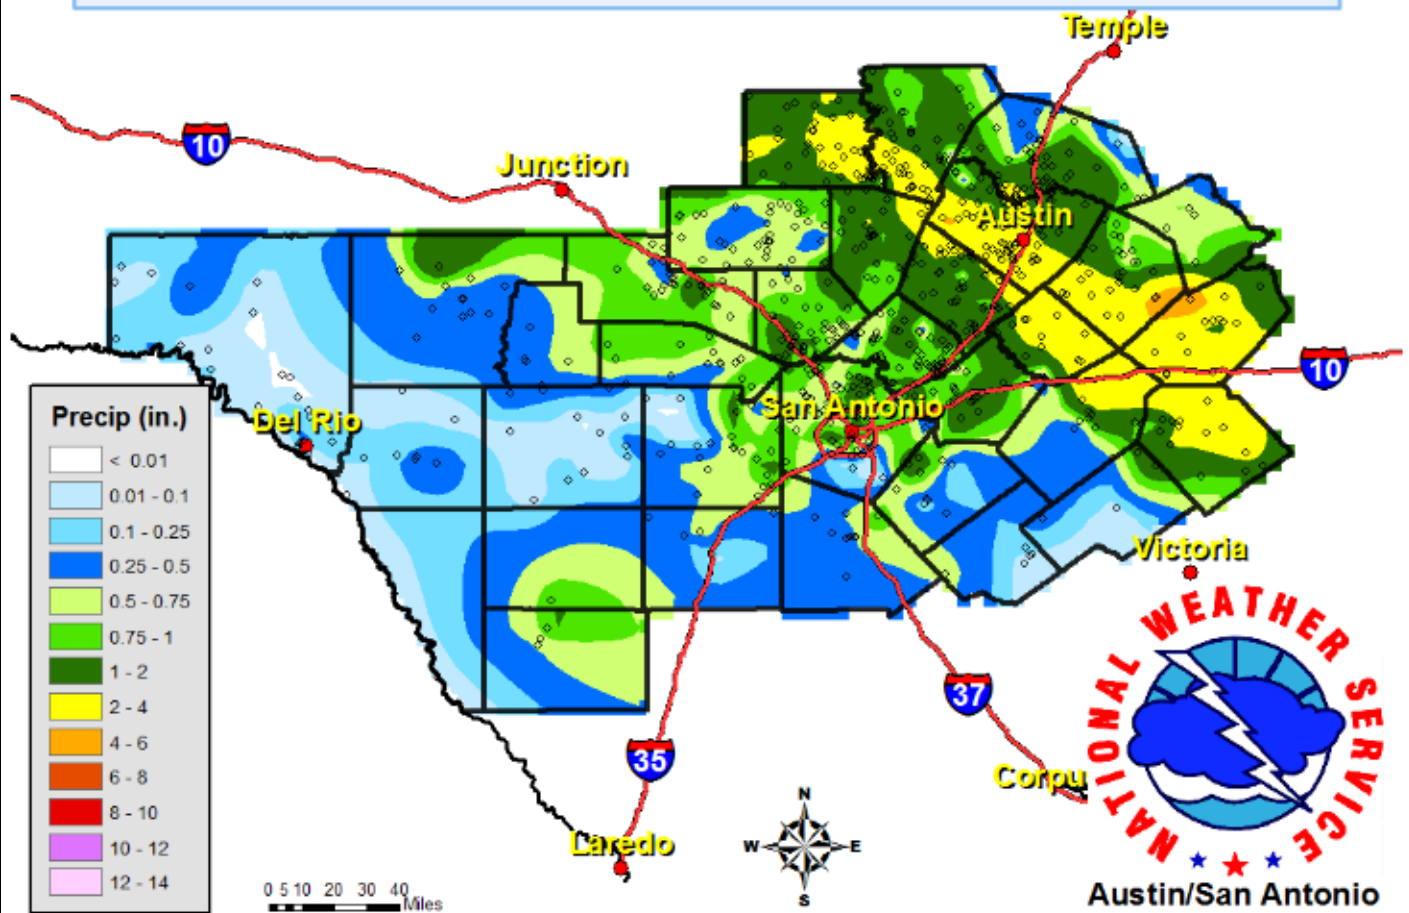 Temple
10
Junction
Austin
10
Precip (in.)
< 0.01
0.01 - 0.1
0.1 - 0.25
0.25 - 0.5
0.5 - 0.75
0.75 - 1
1 - 2
2 - 4
4 - 6
6 - 8
8 - 10
10 - 12
12 - 14
Del Rio
San Antonio
Victoria
37
35
Corpu
Laredo
N
W E
S
0 5 10 20 30 40
Miles
NATIONAL WEATHER SERVICE
Austin/San Antonio